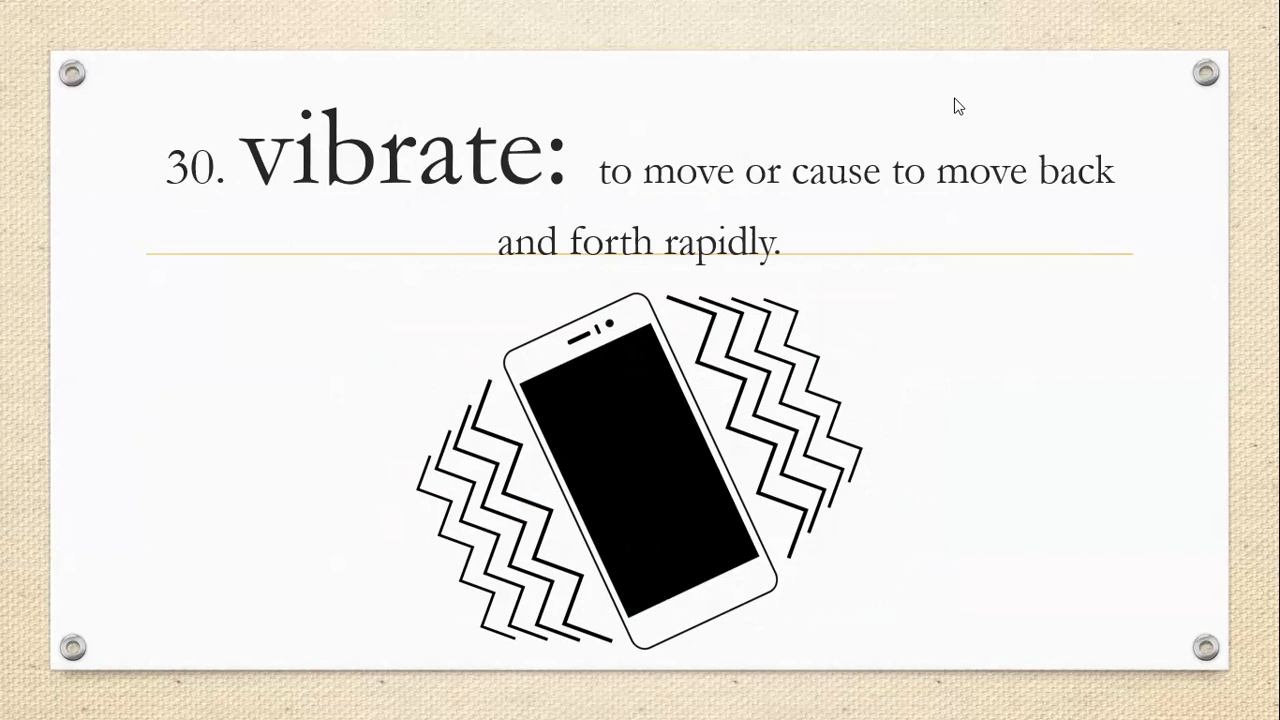 30. vibrate: to move or cause to move back
and forth rapidly.